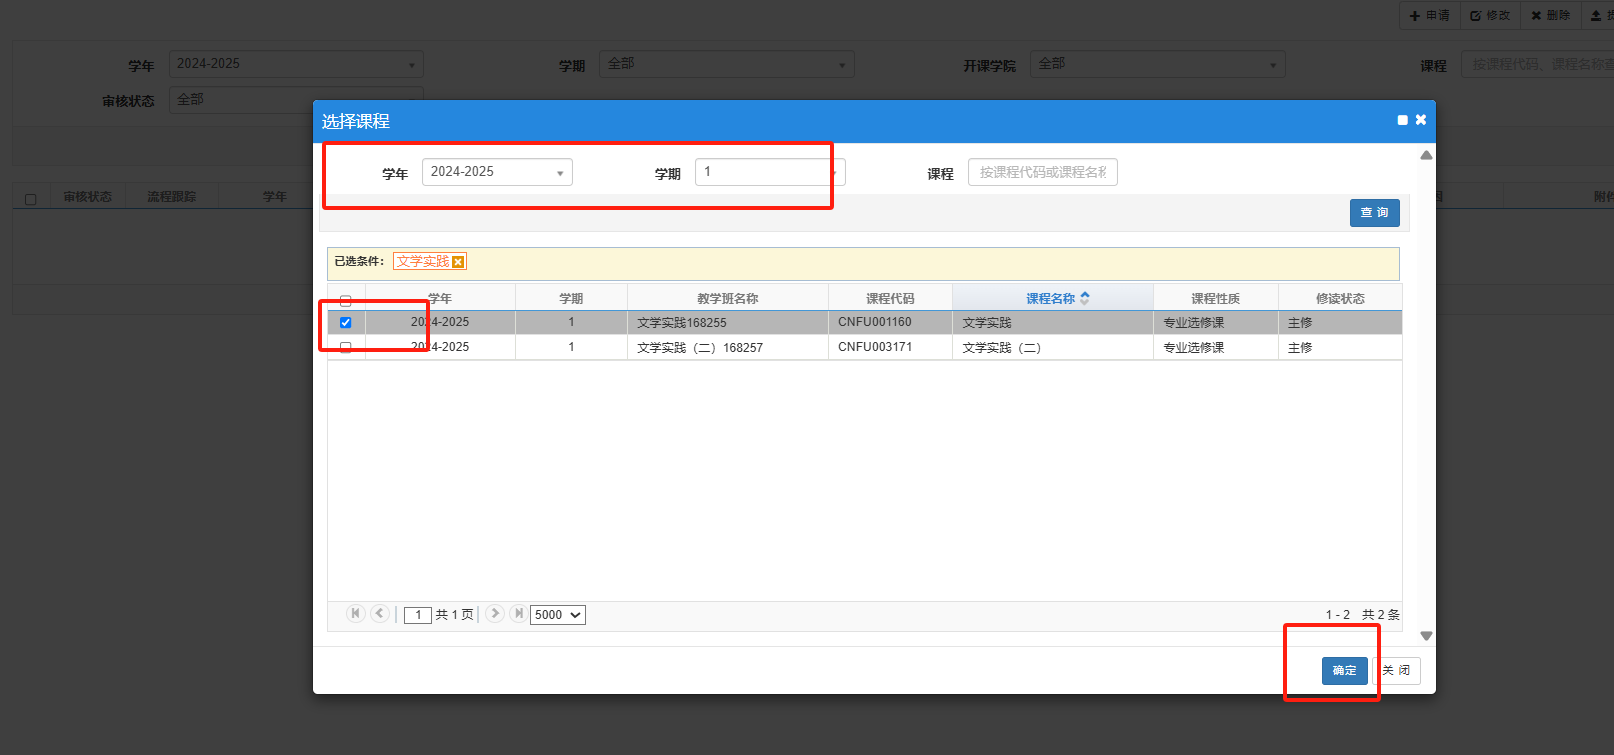 申请 修改 删除
学年 2024-2025 学期 全部 开课学院 全部 课程 按课程代码、课程名称
审核状态 全部
选择课程
学年 2024-2025 学期 1 课程 按课程代码或课程名称
查 询
已选条件： 文学实践
审核状态 流程跟踪 学年 附件
学年 学期 教学班名称 课程代码 课程名称 课程性质 修读状态
2024-2025 1 文学实践168255 CNFU001160 文学实践 专业选修课 主修
2024-2025 1 文学实践（二）168257 CNFU003171 文学实践（二） 专业选修课 主修
1 共 1 页 5000 1 - 2 共 2 条
确定 关 闭